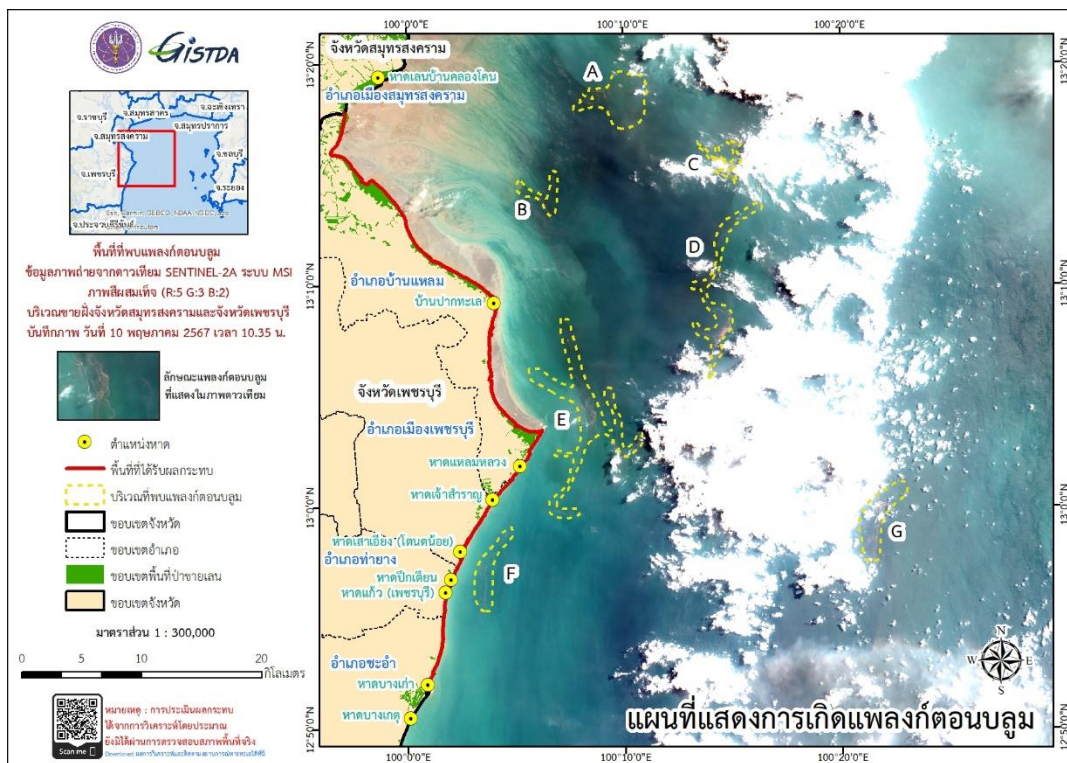 GISTDA
จ.ราชบุรี
จ.สมุทรสาคร
จ.ฉะเชิงเทรา
จ.สมุทรปราการ
จ.สมุทรสงคราม
จ.ชลบุรี
จ.เพชรบุรี
จ.ระยอง
จ.ประจวบคีรีขันธ์
พื้นที่ที่พบแพลงก์ตอนบลูม
ข้อมูลภาพถ่ายจากดาวเทียม SENTINEL-2A ระบบ MSI
ภาพสีผสมเท็จ (R:5 G:3 B:2)
บริเวณชายฝั่งจังหวัดสมุทรสงครามและจังหวัดเพชรบุรี
บันทึกภาพ วันที่ 10 พฤษภาคม 2567 เวลา 10.35 น.
ลักษณะแพลงก์ตอนบลูม
ที่แสดงในภาพดาวเทียม
ตำแหน่งหาด
พื้นที่ที่ได้รับผลกระทบ
บริเวณที่พบแพลงก์ตอนบลูม
ขอบเขตจังหวัด
ขอบเขตอำเภอ
ขอบเขตพื้นที่ป่าชายเลน
ขอบเขตจังหวัด
มาตราส่วน 1 : 300,000
0 5 10 20
กิโลเมตร
Scan me
หมายเหตุ : การประเมินผลกระทบ
ได้จากการวิเคราะห์โดยประมาณ
ยังมิได้ผ่านการตรวจสอบสภาพพื้นที่จริง
100°0'0"E 100°10'0"E 100°20'0"E
13°20'0"N
13°10'0"N
13°0'0"N
12°50'0"N
จังหวัดสมุทรสงคราม
หาดเลนบ้านคลองโคน
อำเภอเมืองสมุทรสงคราม
A
B
C
D
อำเภอบ้านแหลม
บ้านปากทะเล
จังหวัดเพชรบุรี
E
อำเภอเมืองเพชรบุรี
หาดแหลมหลวง
หาดเจ้าสำราญ
G
หาดเสาเอียง (โตนดน้อย)
อำเภอท่ายาง
F
หาดปึกเตียน
หาดแก้ว (เพชรบุรี)
อำเภอชะอำ
หาดบางเก่า
หาดบางเกตุ
N
W E
S
แผนที่แสดงการเกิดแพลงก์ตอนบลูม
13°20'0"N
13°10'0"N
13°0'0"N
12°50'0"N
100°0'0"E 100°10'0"E 100°20'0"E